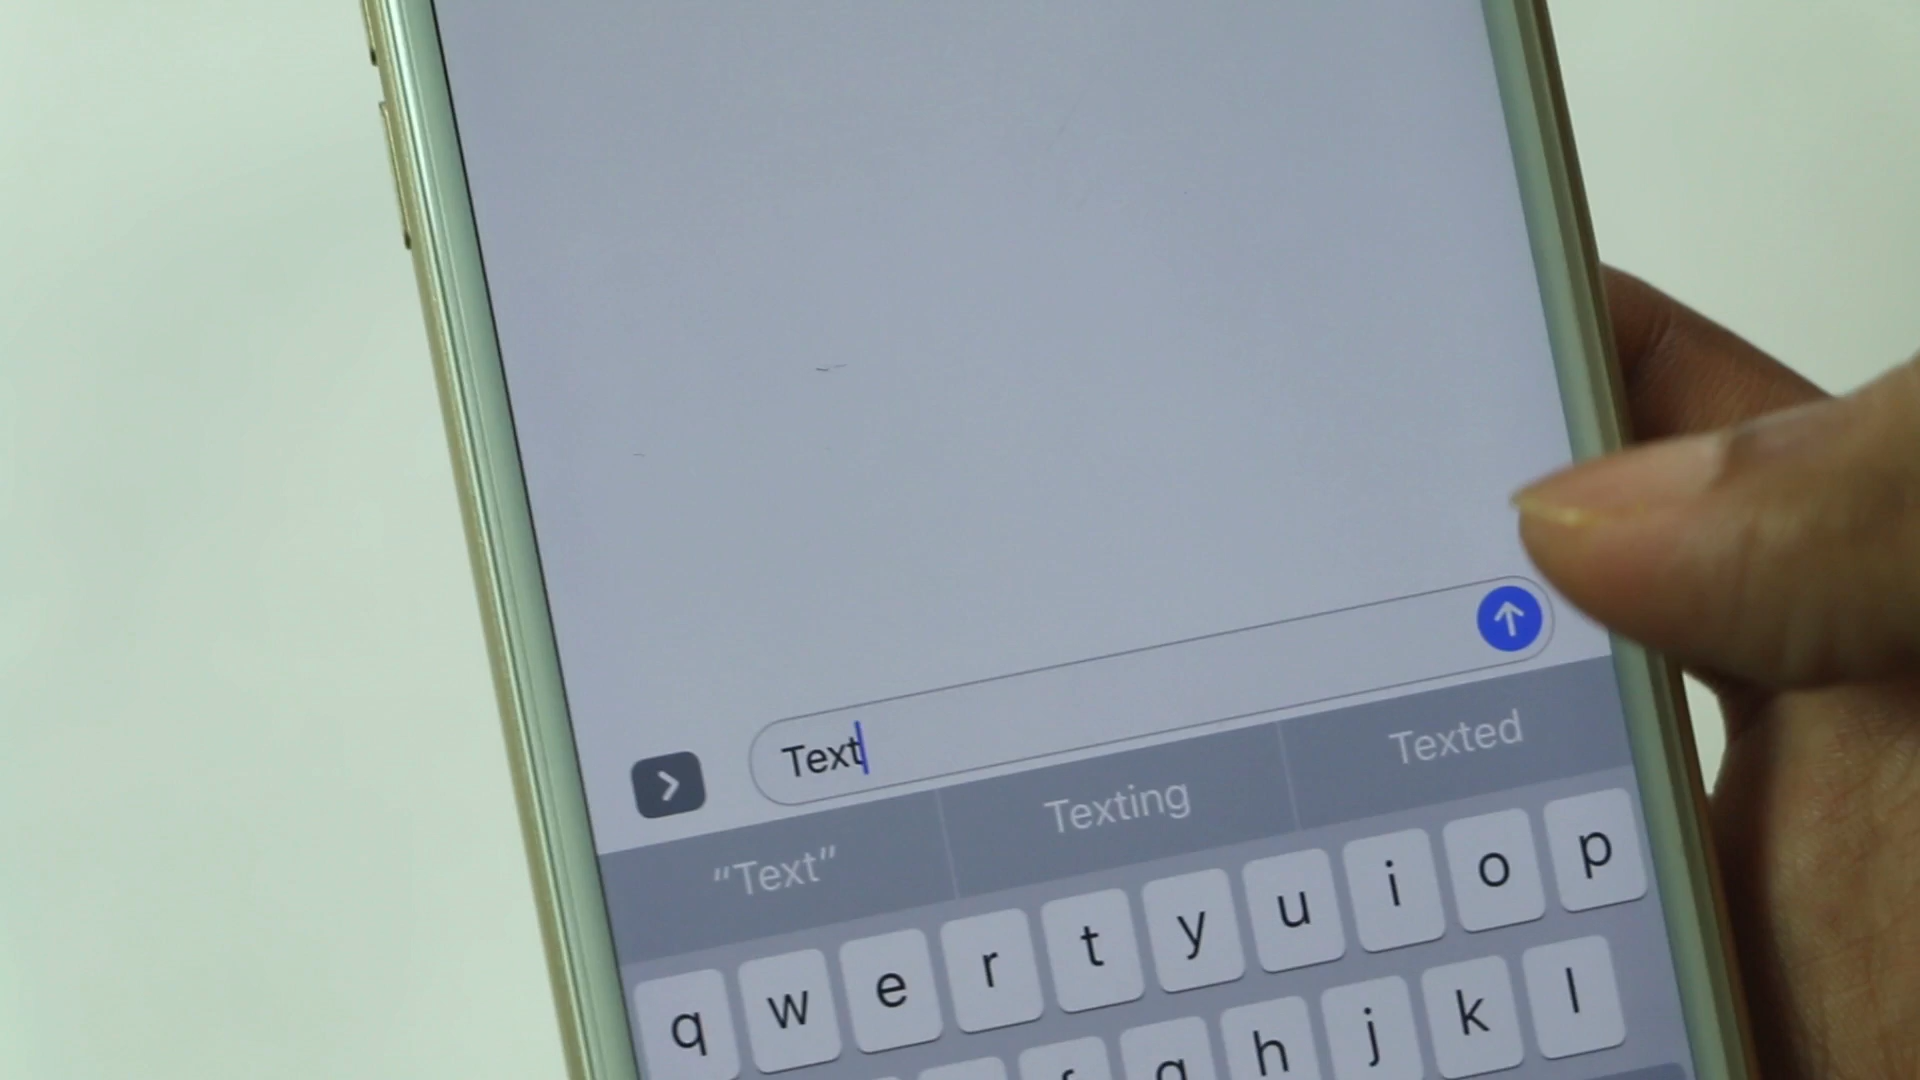 Text
"Text" Texting Texted
q w e r t y u i o p
f g h j k l